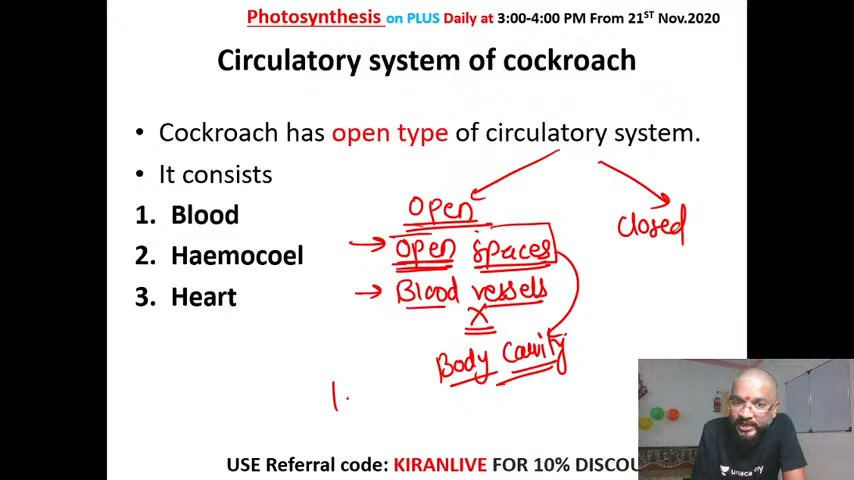 Photosynthesis on PLUS Daily at 3:00-4:00 PM From 21ST Nov.2020
Circulatory system of cockroach
• Cockroach has open type of circulatory system.
• It consists
1. Blood
2. Haemocoel
3. Heart
open
closed
→ open spaces
→ Blood vessels
X
Body cavity
1.
USE Referral code: KIRANLIVE FOR 10% DISCOU
unacademy